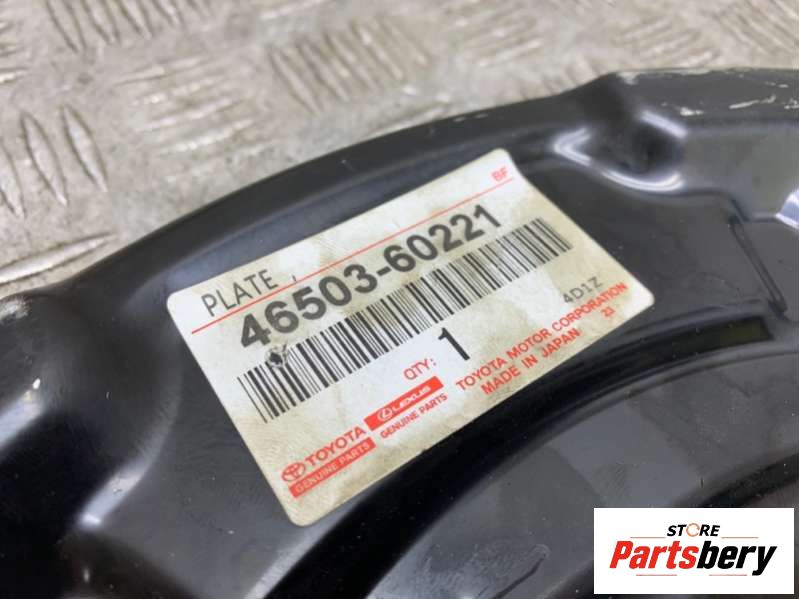 BF
PLATE
46503-60221
4D1Z
QTY: 1
TOYOTA MOTOR CORPORATION
MADE IN JAPAN 23
TOYOTA
GENUINE PARTS
LEXUS
GENUINE PARTS
STORE
Partsbery